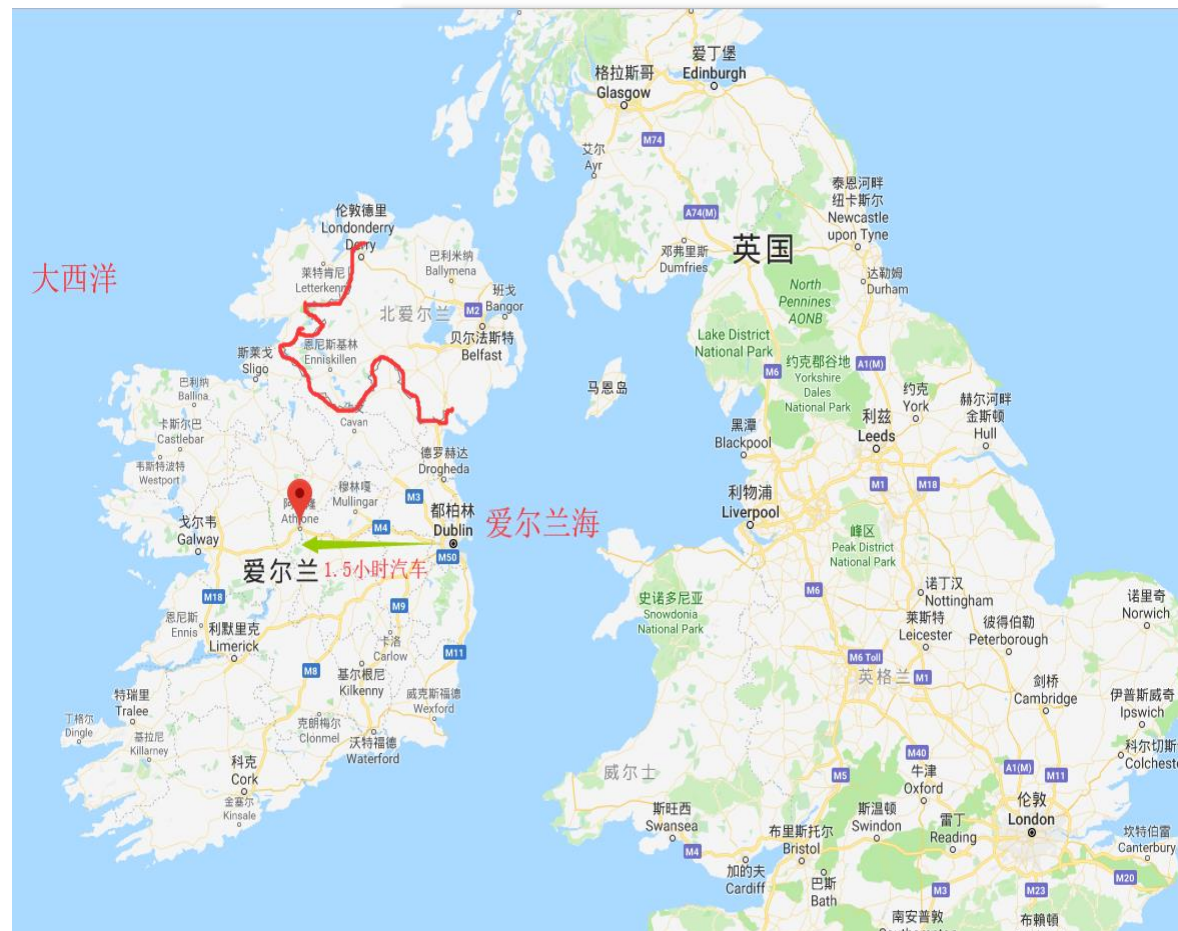 爱丁堡
Edinburgh
格拉斯哥
Glasgow
M74
艾尔
Ayr
泰恩河畔
纽卡斯尔
Newcastle
upon Tyne
A74(M)
伦敦德里
Londonderry
Derry
英国
邓弗里斯
Dumfries
巴利米纳
Ballymena
大西洋
莱特肯尼
Letterkenny
达勒姆
Durham
North
Pennines
AONB
班戈
Bangor
M2
北爱尔兰
贝尔法斯特
Belfast
Lake District
National Park
恩尼斯基林
Enniskillen
斯莱戈
Sligo
约克郡谷地
Yorkshire
Dales
National Park
A1(M)
M6
马恩岛
巴利纳
Ballina
约克
York
赫尔河畔
金斯顿
Hull
Cavan
利兹
Leeds
卡斯尔巴
Castlebar
黑潭
Blackpool
德罗赫达
Drogheda
韦斯特波特
Westport
M1
M18
穆林嘎
Mullingar
M3
利物浦
Liverpool
Athlone
都柏林
Dublin
爱尔兰海
戈尔韦
Galway
M4
峰区
Peak District
National Park
M50
爱尔兰
1.5小时汽车
M18
M6
诺丁汉
Nottingham
史诺多尼亚
Snowdonia
National Park
诺里奇
Norwich
M9
恩尼斯
Ennis
利默里克
Limerick
莱斯特
Leicester
彼得伯勒
Peterborough
卡洛
Carlow
M11
M6 Toll
M8
基尔根尼
Kilkenny
英格兰
M1
剑桥
Cambridge
特瑞里
Tralee
威克斯福德
Wexford
伊普斯威奇
Ipswich
丁格尔
Dingle
克朗梅尔
Clonmel
基拉尼
Killarney
沃特福德
Waterford
M40
科尔切斯
Colcheste
科克
Cork
威尔士
M5
牛津
Oxford
A1(M)
M11
金塞尔
Kinsale
伦敦
London
斯旺西
Swansea
斯温顿
Swindon
雷丁
Reading
布里斯托尔
Bristol
坎特伯雷
Canterbury
M4
加的夫
Cardiff
巴斯
Bath
M20
M3
M23
南安普敦
布賴頓